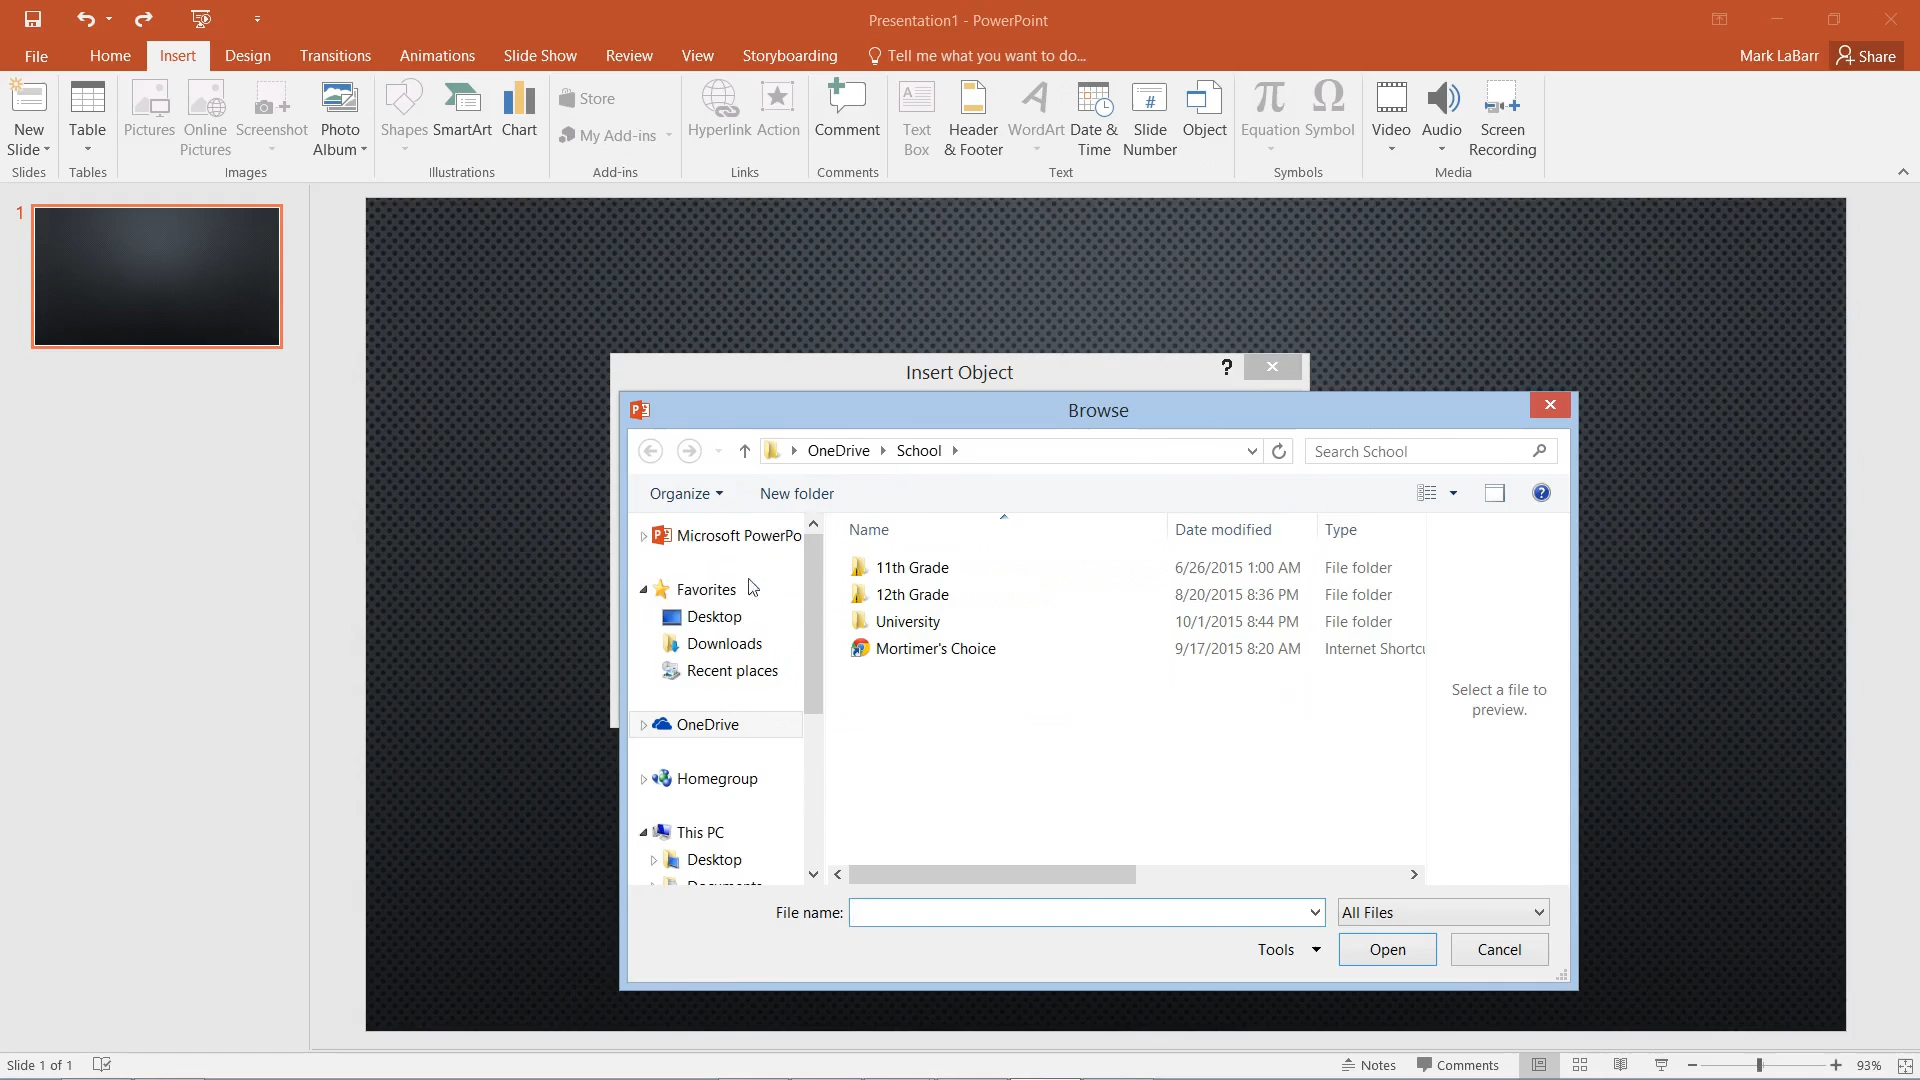 Presentation1 - PowerPoint
File Home Insert Design Transitions Animations Slide Show Review View Storyboarding Tell me what you want to do... Mark LaBarr Share
New Slide
Table
Pictures
Online Pictures
Screenshot
Photo Album
Shapes
SmartArt
Chart
Store
My Add-ins
Hyperlink
Action
Comment
Text Box
Header & Footer
WordArt
Date & Time
Slide Number
Object
Equation
Symbol
Video
Audio
Screen Recording
Slides Tables Images Illustrations Add-ins Links Comments Text Symbols Media
1
Insert Object
?
Browse
OneDrive School
Search School
Organize New folder
Microsoft PowerPo
Favorites
Desktop
Downloads
Recent places
OneDrive
Homegroup
This PC
Desktop
Name Date modified Type
11th Grade 6/26/2015 1:00 AM File folder
12th Grade 8/20/2015 8:36 PM File folder
University 10/1/2015 8:44 PM File folder
Mortimer's Choice 9/17/2015 8:20 AM Internet Shortcu
Select a file to
preview.
File name: All Files
Tools Open Cancel
Slide 1 of 1 Notes Comments 93%